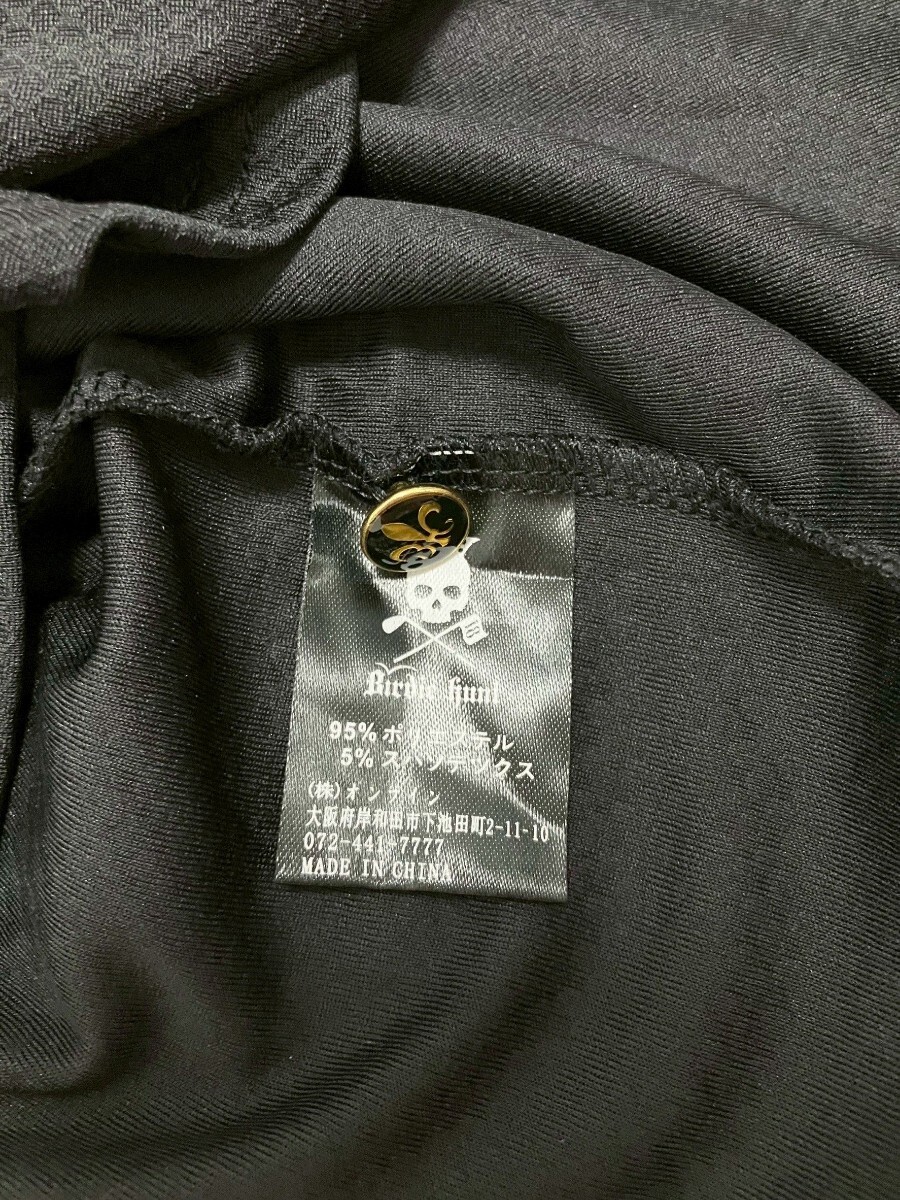 Birdie hunt
95% ポリエステル
5% スパンデックス
(株)オンライン
大阪府岸和田市下池田町2-11-10
072-441-7777
MADE IN CHINA